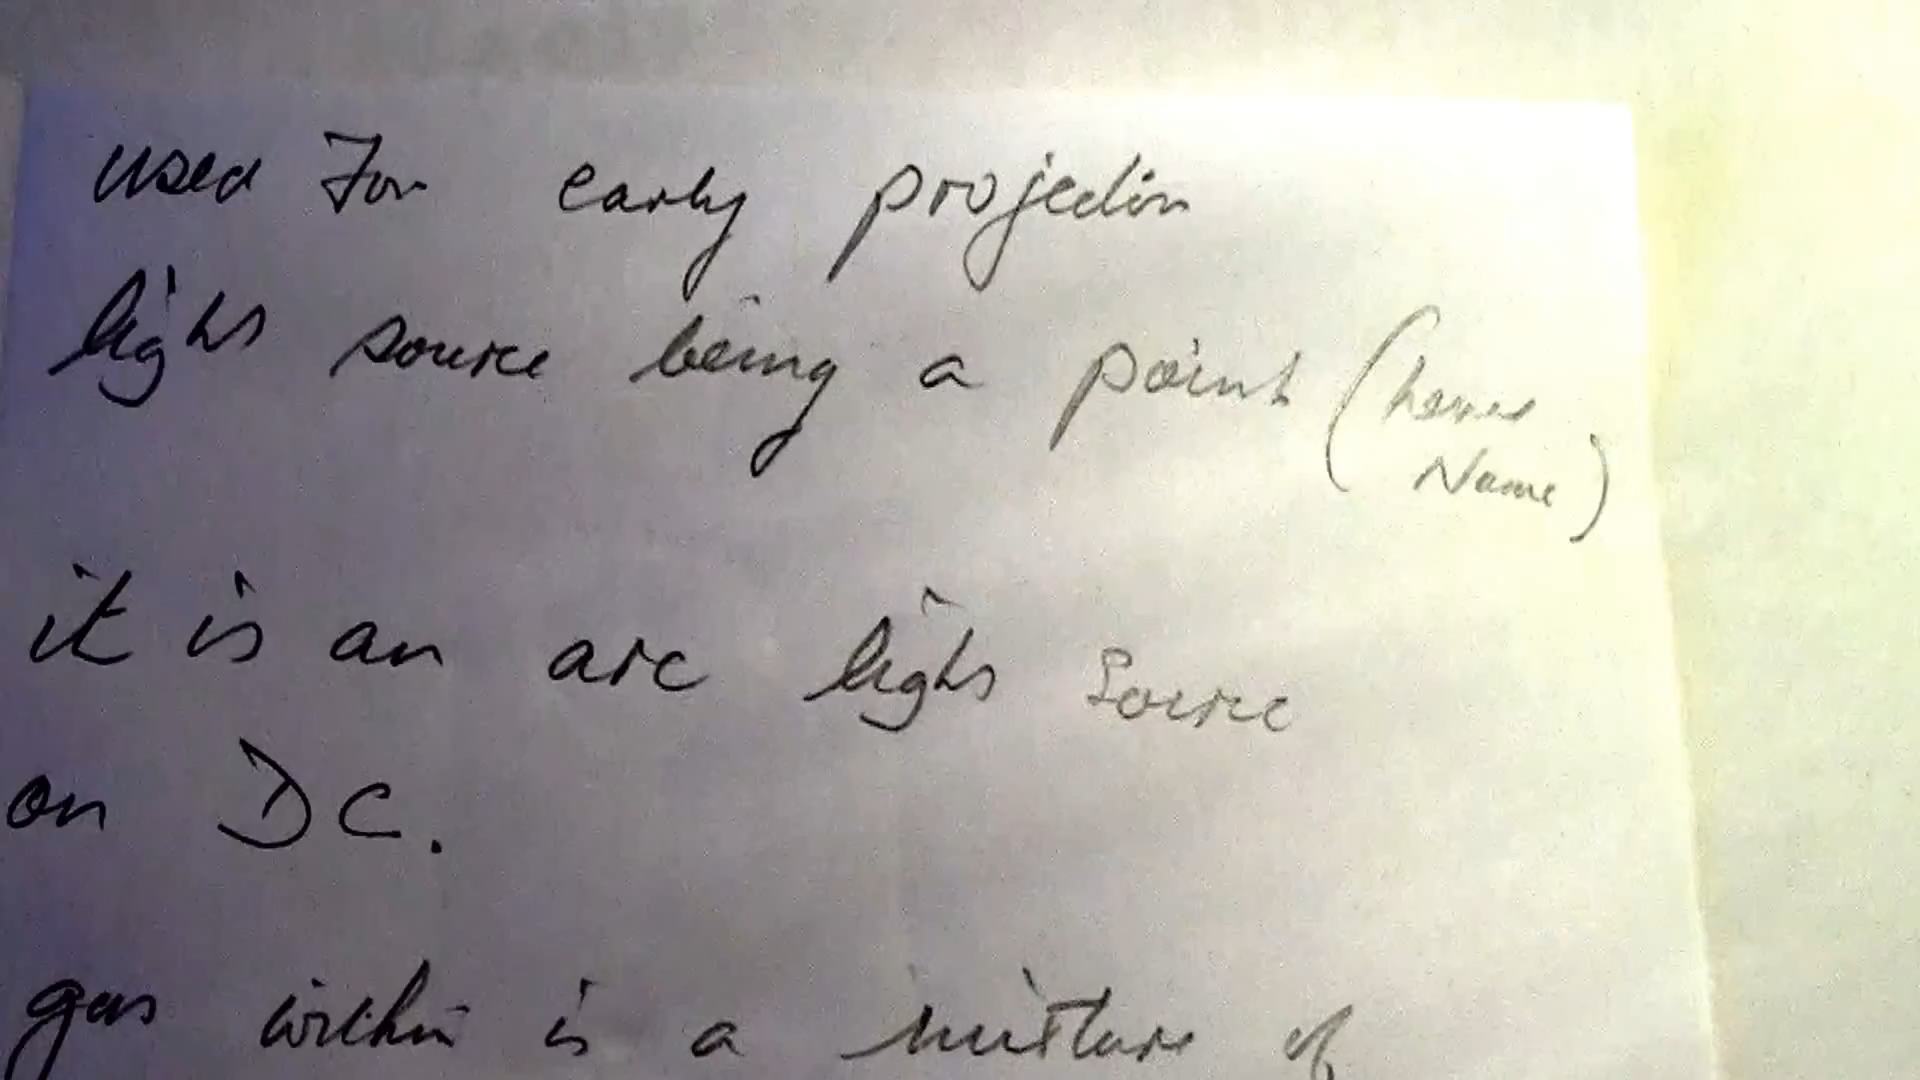 used For early projection
light source being a point (hence
Name)
it is an arc light source
on DC.
gas within is a mixture of